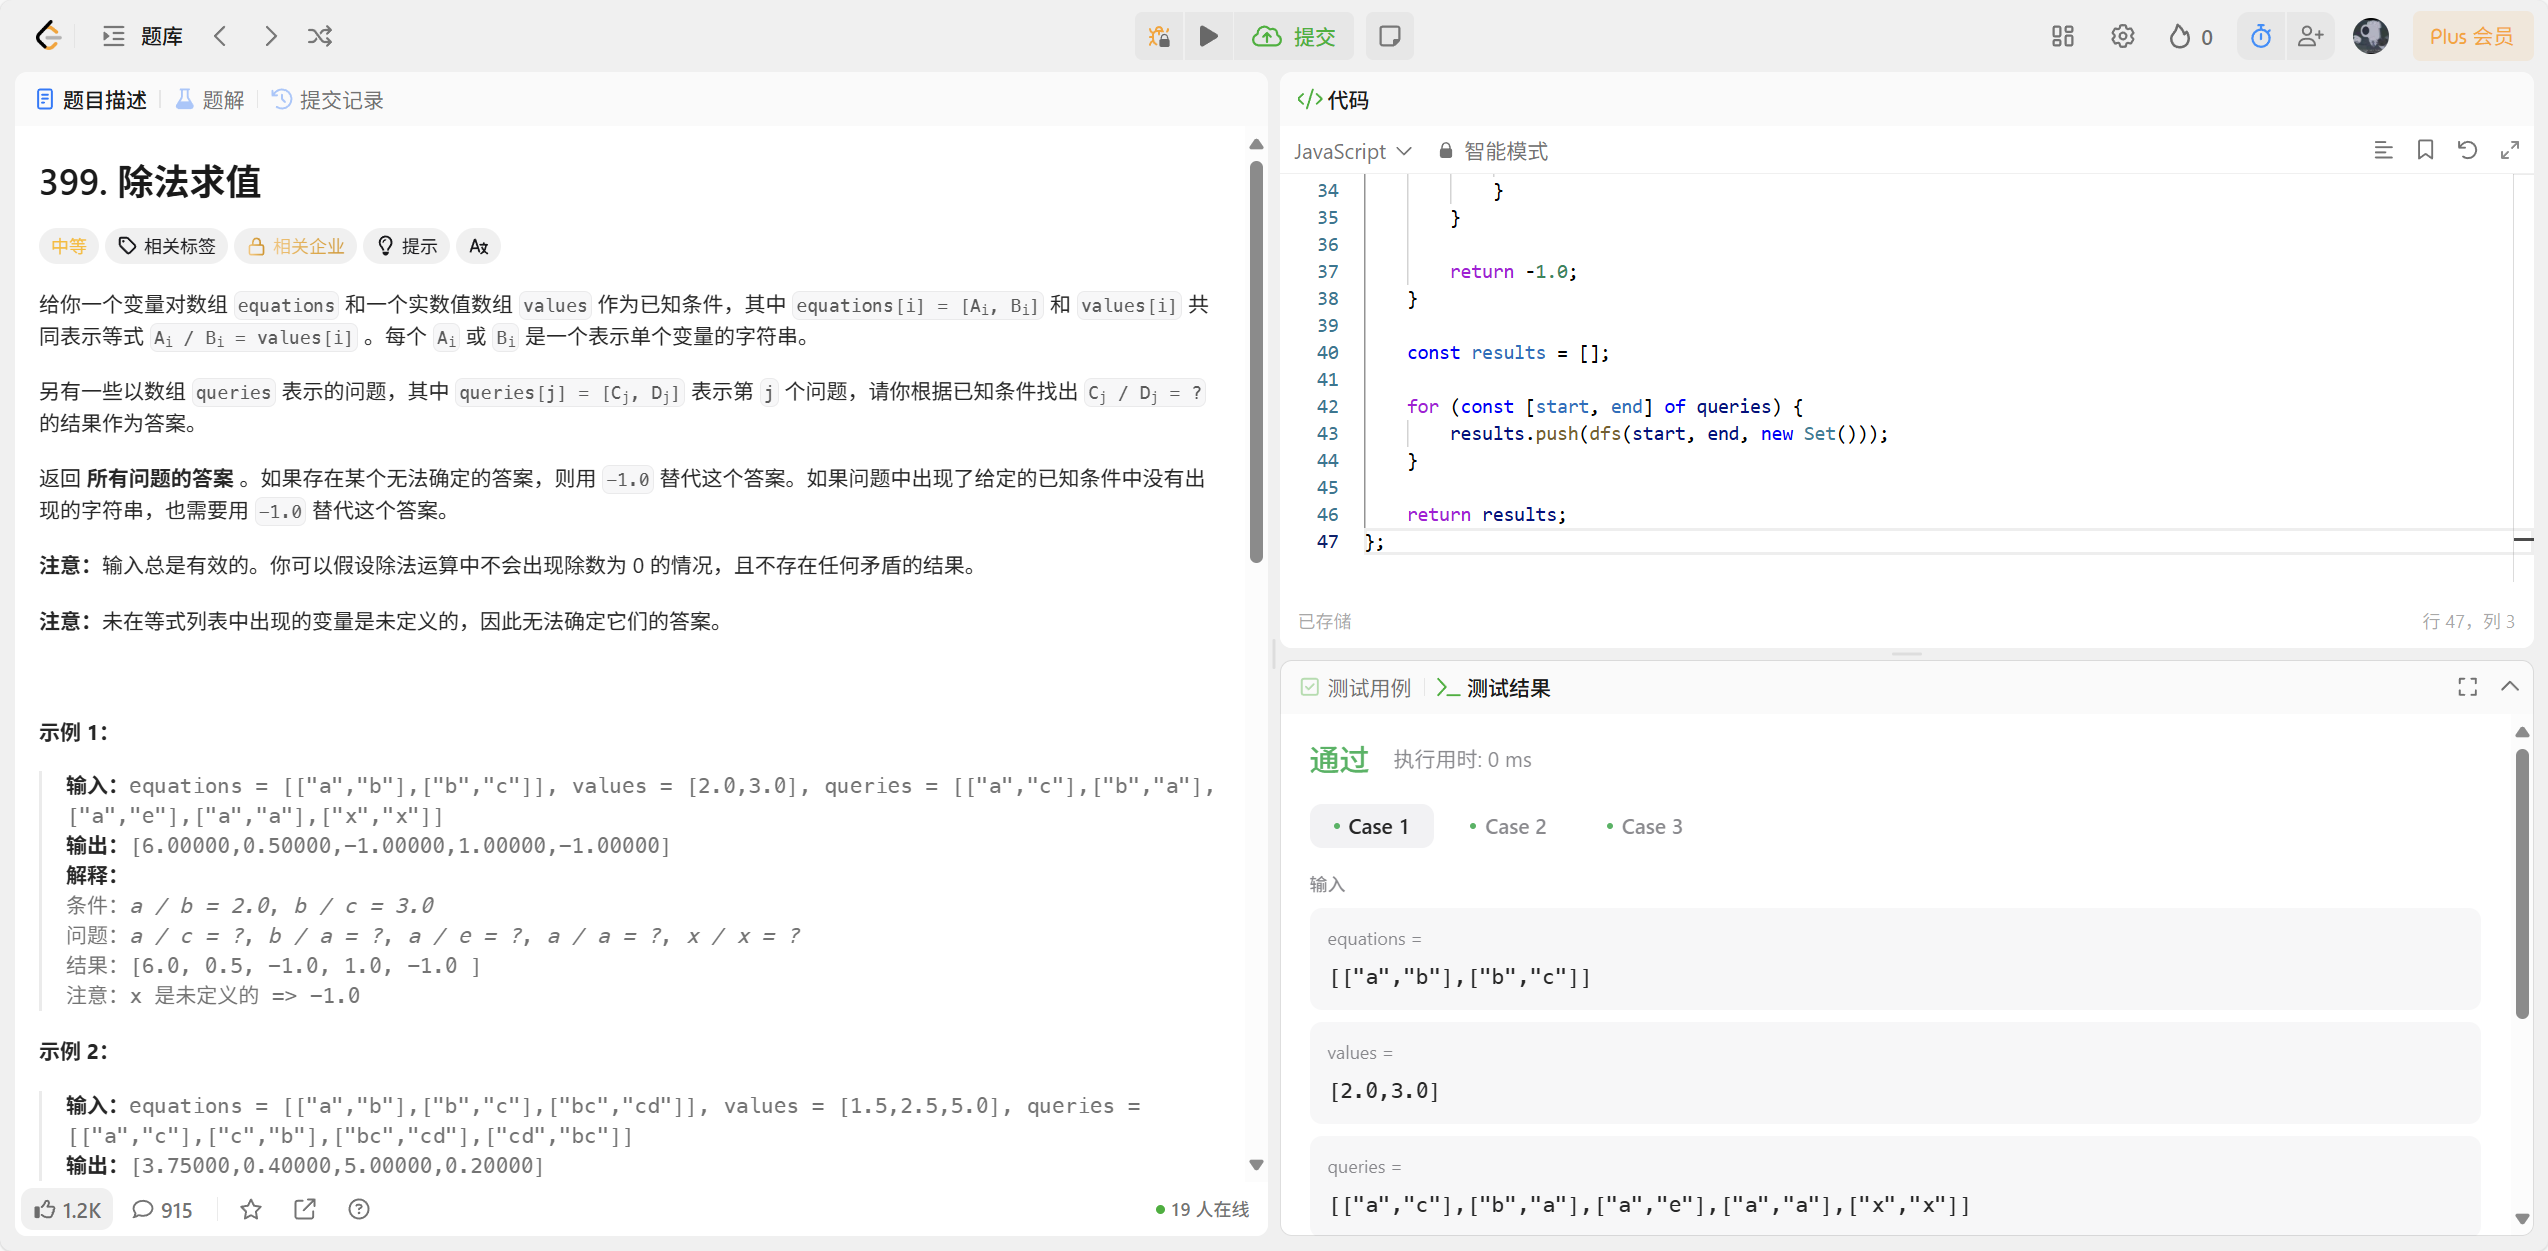 题库
提交
0
Plus 会员
题目描述
题解
提交记录
399. 除法求值
中等
相关标签
相关企业
提示
给你一个变量对数组 equations 和一个实数值数组 values 作为已知条件，其中 equations[i] = [Ai, Bi] 和 values[i] 共
同表示等式 Ai / Bi = values[i] 。每个 Ai 或 Bi 是一个表示单个变量的字符串。
另有一些以数组 queries 表示的问题，其中 queries[j] = [Cj, Dj] 表示第 j 个问题，请你根据已知条件找出 Cj / Dj = ?
的结果作为答案。
返回 所有问题的答案 。如果存在某个无法确定的答案，则用 -1.0 替代这个答案。如果问题中出现了给定的已知条件中没有出
现的字符串，也需要用 -1.0 替代这个答案。
注意：输入总是有效的。你可以假设除法运算中不会出现除数为 0 的情况，且不存在任何矛盾的结果。
注意：未在等式列表中出现的变量是未定义的，因此无法确定它们的答案。
示例 1：
输入：equations = [["a","b"],["b","c"]], values = [2.0,3.0], queries = [["a","c"],["b","a"],
["a","e"],["a","a"],["x","x"]]
输出：[6.00000,0.50000,-1.00000,1.00000,-1.00000]
解释：
条件：a / b = 2.0, b / c = 3.0
问题：a / c = ?, b / a = ?, a / e = ?, a / a = ?, x / x = ?
结果：[6.0, 0.5, -1.0, 1.0, -1.0 ]
注意：x 是未定义的 => -1.0
示例 2：
输入：equations = [["a","b"],["b","c"],["bc","cd"]], values = [1.5,2.5,5.0], queries =
[["a","c"],["c","b"],["bc","cd"],["cd","bc"]]
输出：[3.75000,0.40000,5.00000,0.20000]
1.2K
915
19 人在线
</> 代码
JavaScript
智能模式
34 }
35 }
36
37 return -1.0;
38 }
39
40 const results = [];
41
42 for (const [start, end] of queries) {
43 results.push(dfs(start, end, new Set()));
44 }
45
46 return results;
47 };
已存储
行 47，列 3
测试用例
测试结果
通过
执行用时: 0 ms
Case 1
Case 2
Case 3
输入
equations =
[["a","b"],["b","c"]]
values =
[2.0,3.0]
queries =
[["a","c"],["b","a"],["a","e"],["a","a"],["x","x"]]